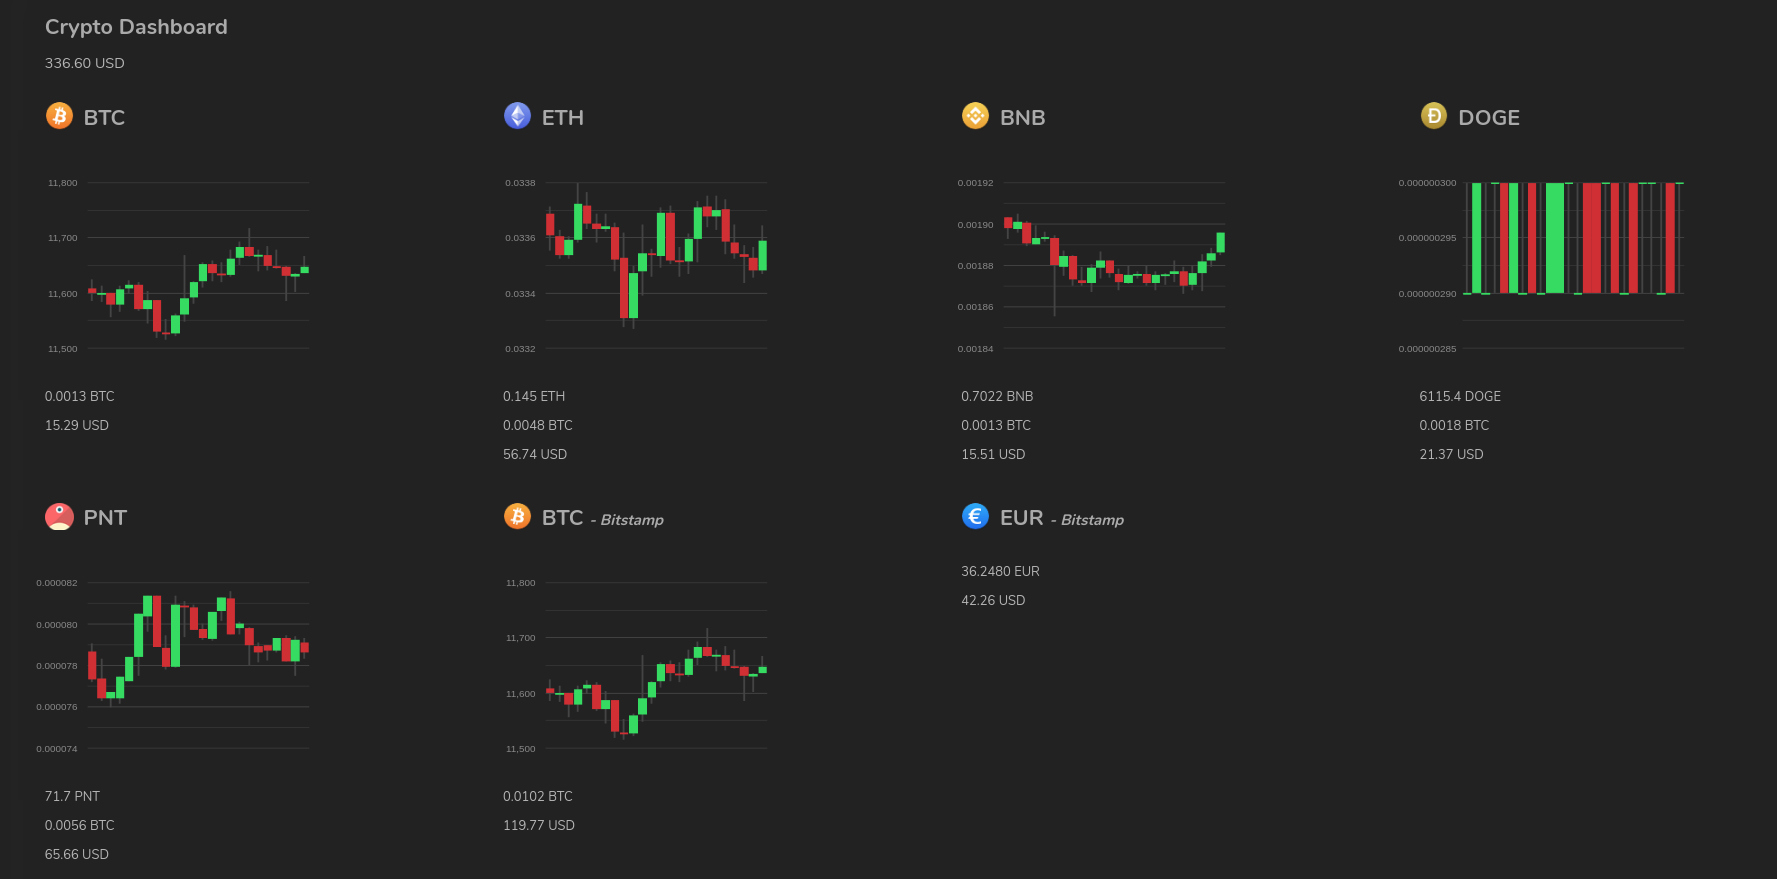 Crypto Dashboard
336.60 USD
BTC
11,800
11,700
11,600
11,500
0.0013 BTC
15.29 USD
ETH
0.0338
0.0336
0.0334
0.0332
0.145 ETH
0.0048 BTC
56.74 USD
BNB
0.00192
0.00190
0.00188
0.00186
0.00184
0.7022 BNB
0.0013 BTC
15.51 USD
DOGE
0.000000300
0.000000295
0.000000290
0.000000285
6115.4 DOGE
0.0018 BTC
21.37 USD
PNT
0.000082
0.000080
0.000078
0.000076
0.000074
71.7 PNT
0.0056 BTC
65.66 USD
BTC - Bitstamp
11,800
11,700
11,600
11,500
0.0102 BTC
119.77 USD
EUR - Bitstamp
36.2480 EUR
42.26 USD